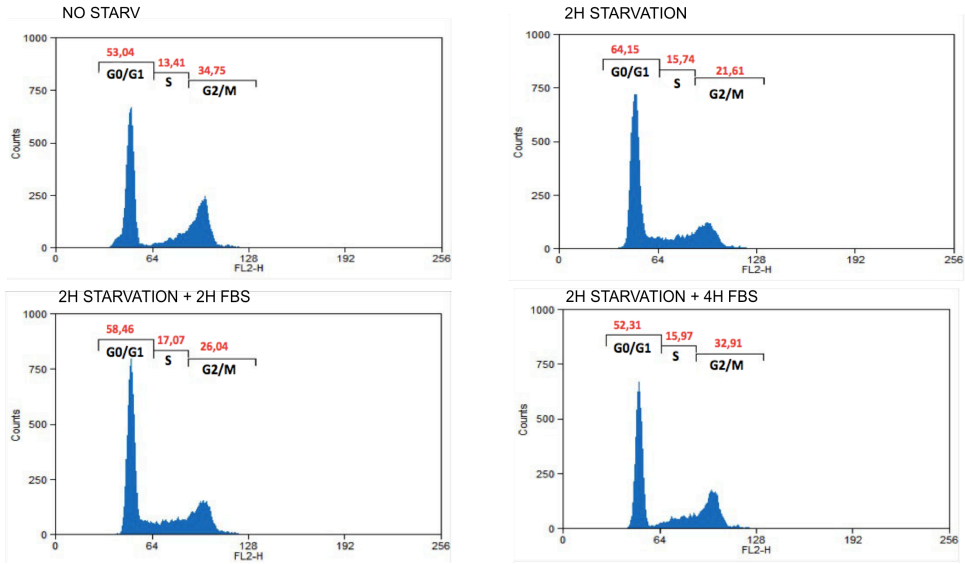 NO STARV
1000
750
500
250
0
Counts
53,04
13,41
34,75
G0/G1
S
G2/M
0 64 128 192 256
FL2-H
2H STARVATION
1000
750
500
250
0
Counts
64,15
15,74
21,61
G0/G1
S
G2/M
0 64 128 192 256
FL2-H
2H STARVATION + 2H FBS
1000
750
500
250
0
Counts
58,46
17,07
26,04
G0/G1
S
G2/M
0 64 128 192 256
FL2-H
2H STARVATION + 4H FBS
1000
750
500
250
0
Counts
52,31
15,97
32,91
G0/G1
S
G2/M
0 64 128 192 256
FL2-H